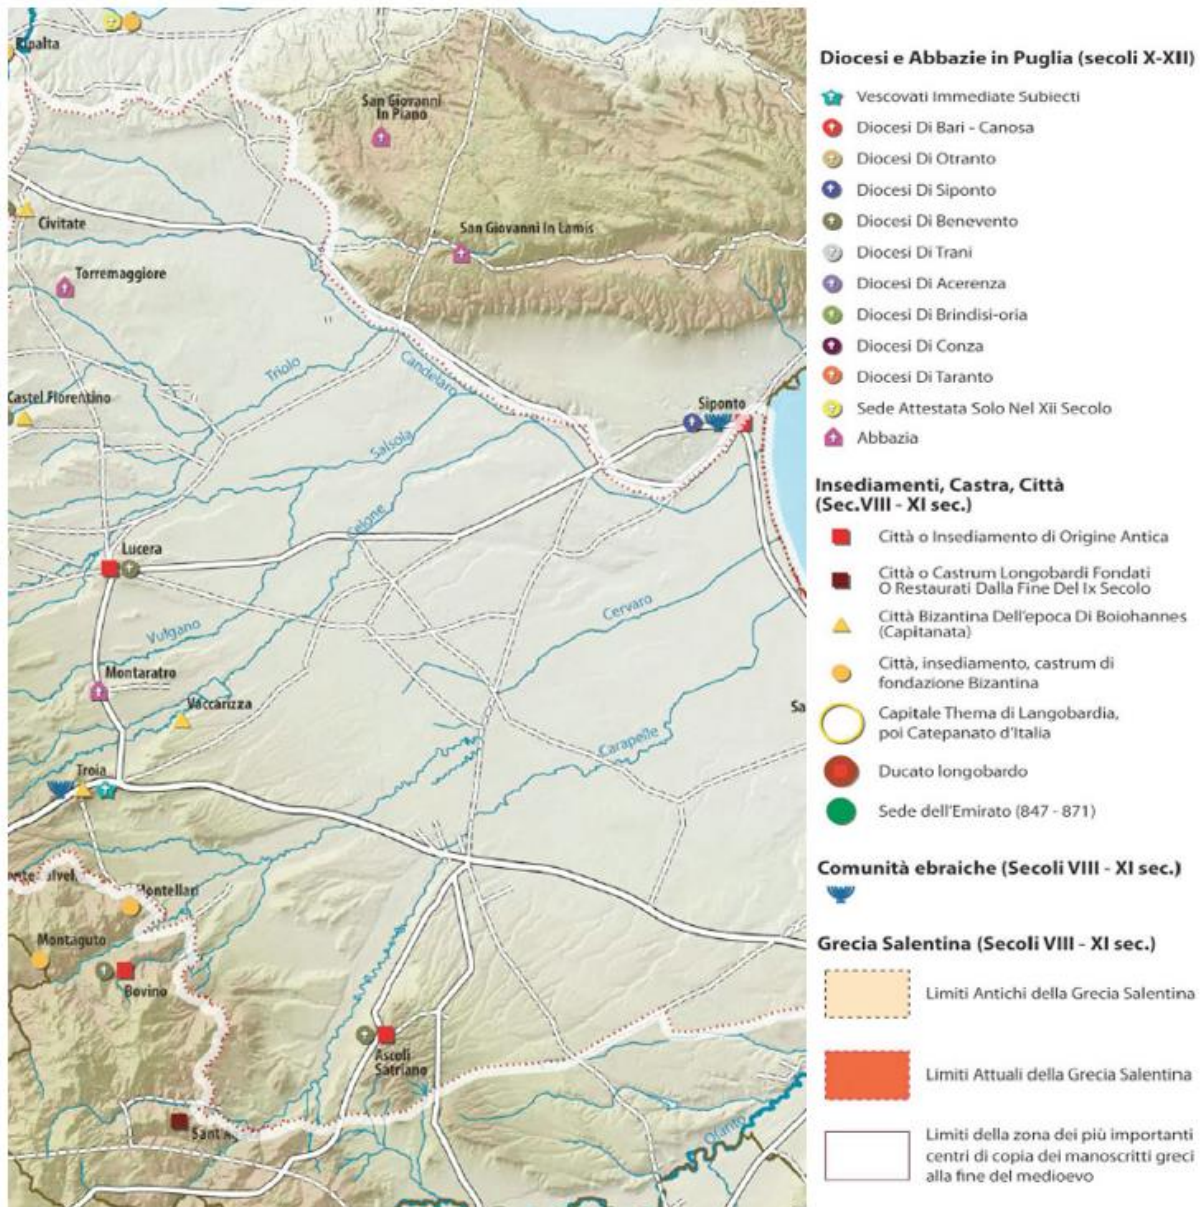 Ripalta
San Giovanni
In Piano
Civitate
San Giovanni In Lamis
Torremaggiore
Triolo
Candelaro
Castel Fiorentino
Siponto
Salsola
Celone
Lucera
Cervaro
Vulgano
Montaratro
Vaccarizza
Sa
Carapelle
Troia
Montellari
Montaguto
Bovino
Ascoli
Satriano
Sant'A
Ofanto
Diocesi e Abbazie in Puglia (secoli X-XII)
Vescovati Immediate Subiecti
Diocesi Di Bari - Canosa
Diocesi Di Otranto
Diocesi Di Siponto
Diocesi Di Benevento
Diocesi Di Trani
Diocesi Di Acerenza
Diocesi Di Brindisi-oria
Diocesi Di Conza
Diocesi Di Taranto
Sede Attestata Solo Nel Xii Secolo
Abbazia
Insediamenti, Castra, Città
(Sec.VIII - XI sec.)
Città o Insediamento di Origine Antica
Città o Castrum Longobardi Fondati
O Restaurati Dalla Fine Del Ix Secolo
Città Bizantina Dell'epoca Di Boiohannes
(Capitanata)
Città, insediamento, castrum di
fondazione Bizantina
Capitale Thema di Langobardia,
poi Catepanato d'Italia
Ducato longobardo
Sede dell'Emirato (847 - 871)
Comunità ebraiche (Secoli VIII - XI sec.)
Grecia Salentina (Secoli VIII - XI sec.)
Limiti Antichi della Grecia Salentina
Limiti Attuali della Grecia Salentina
Limiti della zona dei più importanti
centri di copia dei manoscritti greci
alla fine del medioevo